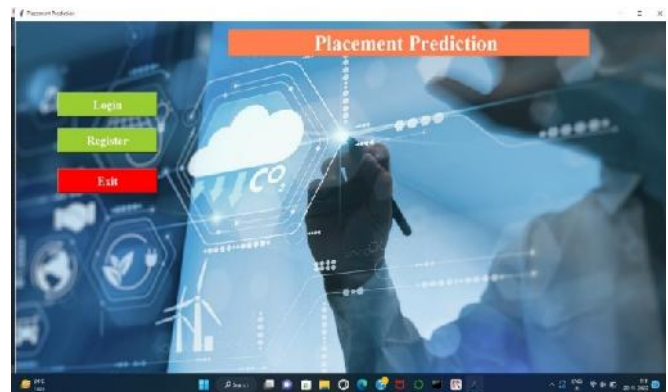 Placement Prediction
Placement Prediction
Login
Register
Exit
CO2